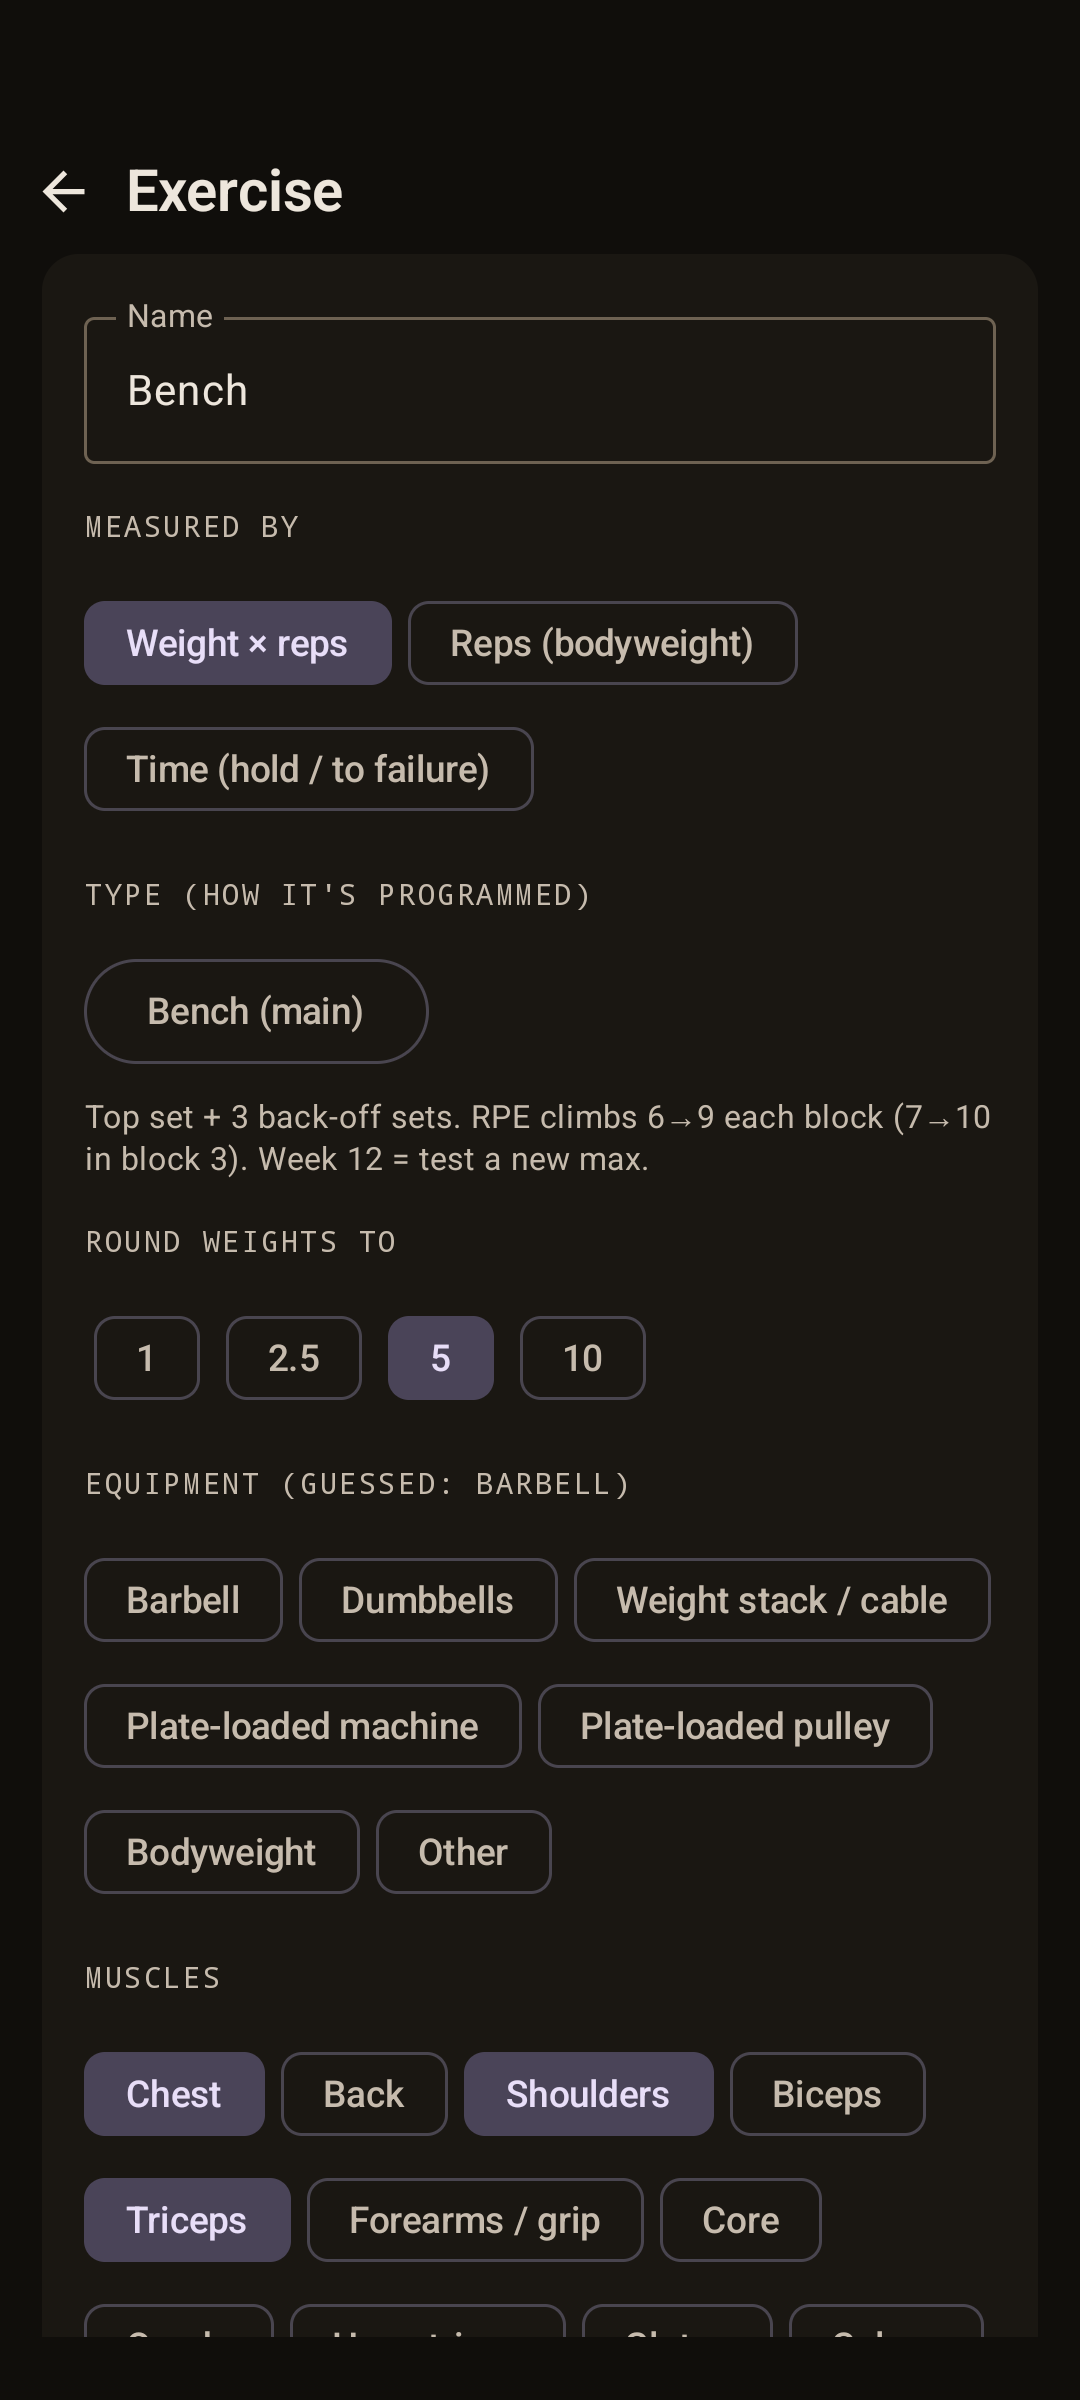 Exercise
Name
Bench
MEASURED BY
Weight × reps
Reps (bodyweight)
Time (hold / to failure)
TYPE (HOW IT'S PROGRAMMED)
Bench (main)
Top set + 3 back-off sets. RPE climbs 6→9 each block (7→10
in block 3). Week 12 = test a new max.
ROUND WEIGHTS TO
1 2.5 5 10
EQUIPMENT (GUESSED: BARBELL)
Barbell Dumbbells Weight stack / cable
Plate-loaded machine Plate-loaded pulley
Bodyweight Other
MUSCLES
Chest Back Shoulders Biceps
Triceps Forearms / grip Core